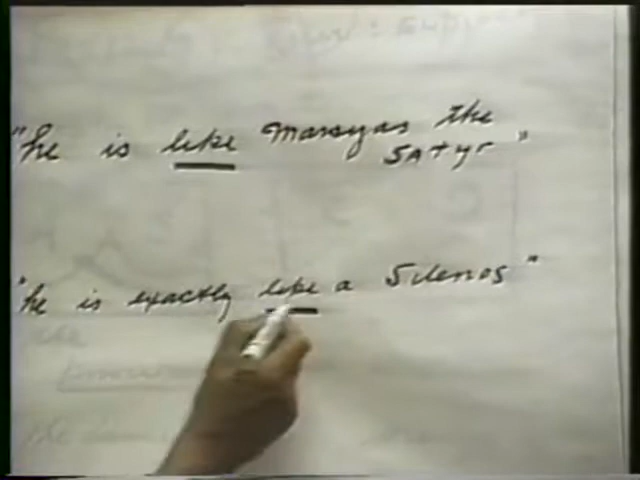 "he is like Marsyas the
Satyr"
"he is exactly like a Silenos"